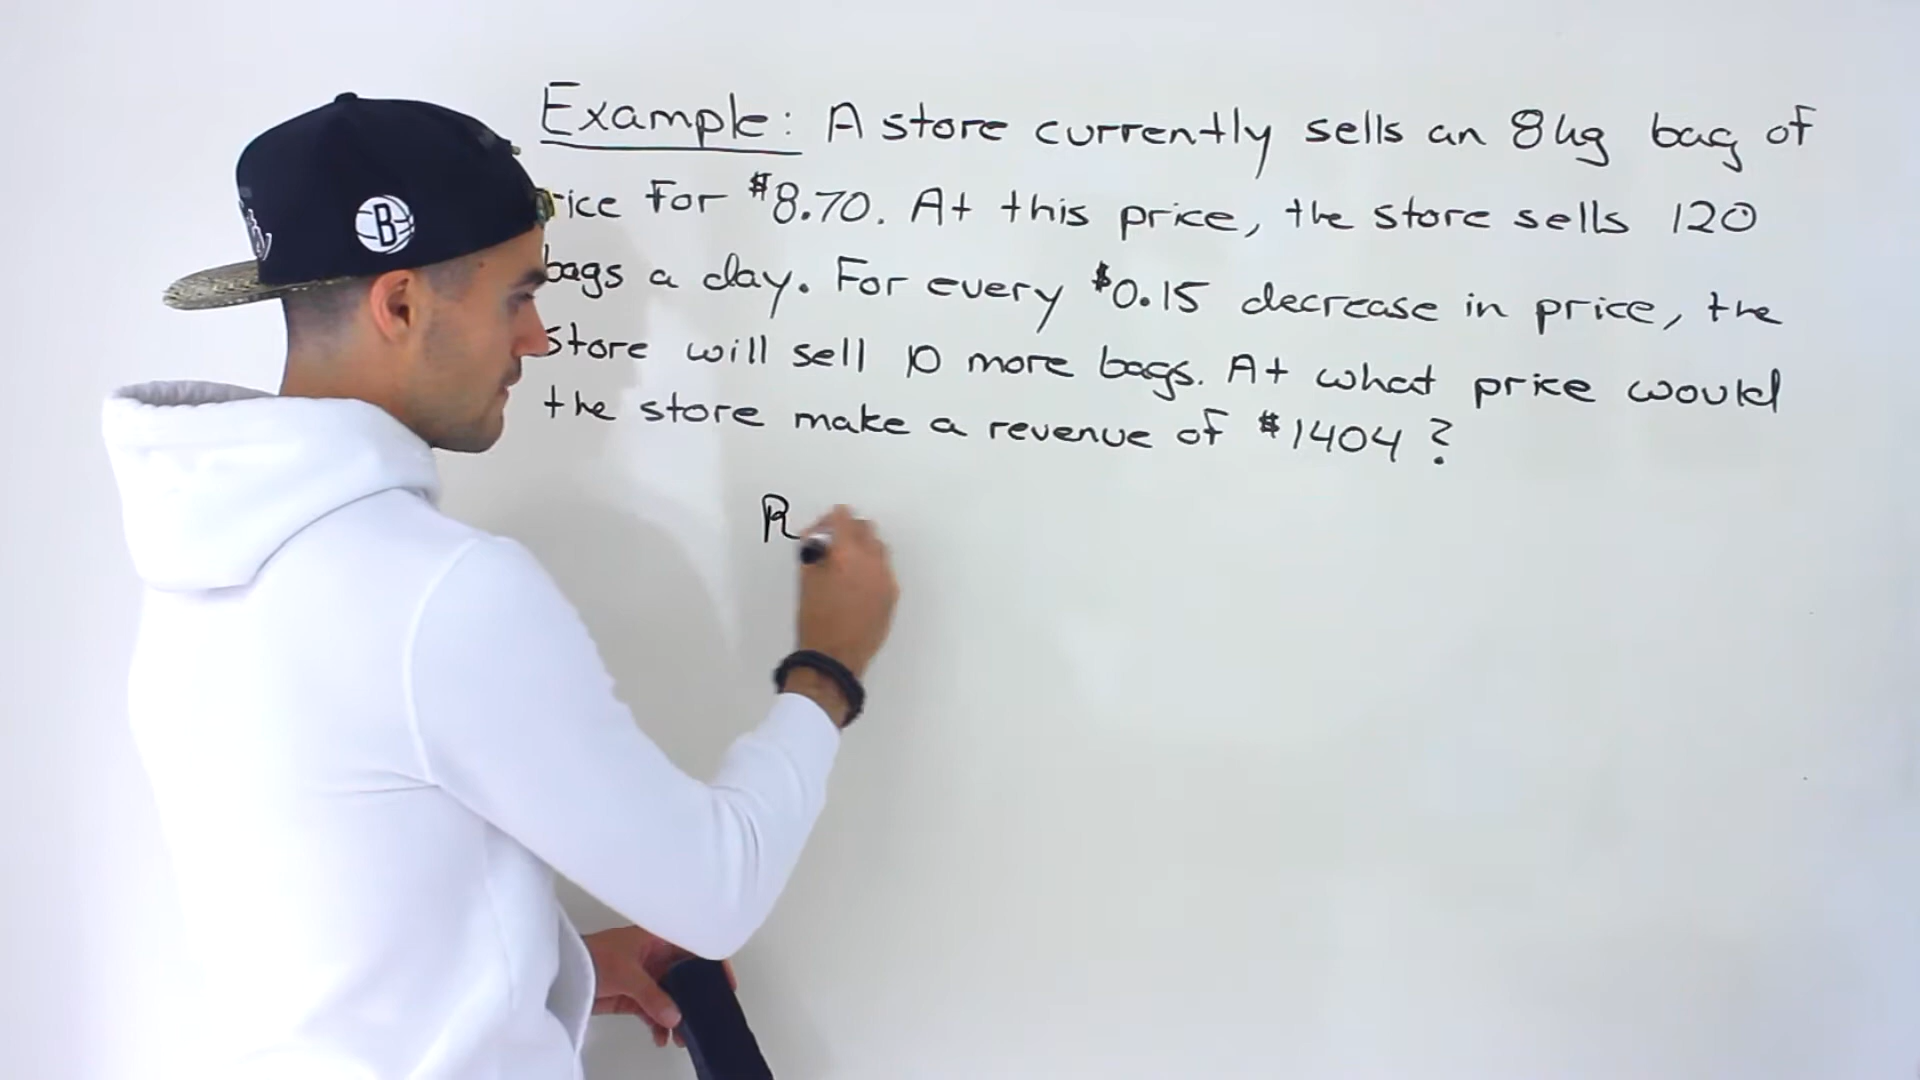 Example: A store currently sells an 8kg bag of
rice for $8.70. At this price, the store sells 120
bags a day. For every $0.15 decrease in price, the
store will sell 10 more bags. At what price would
the store make a revenue of $1404?
R
B